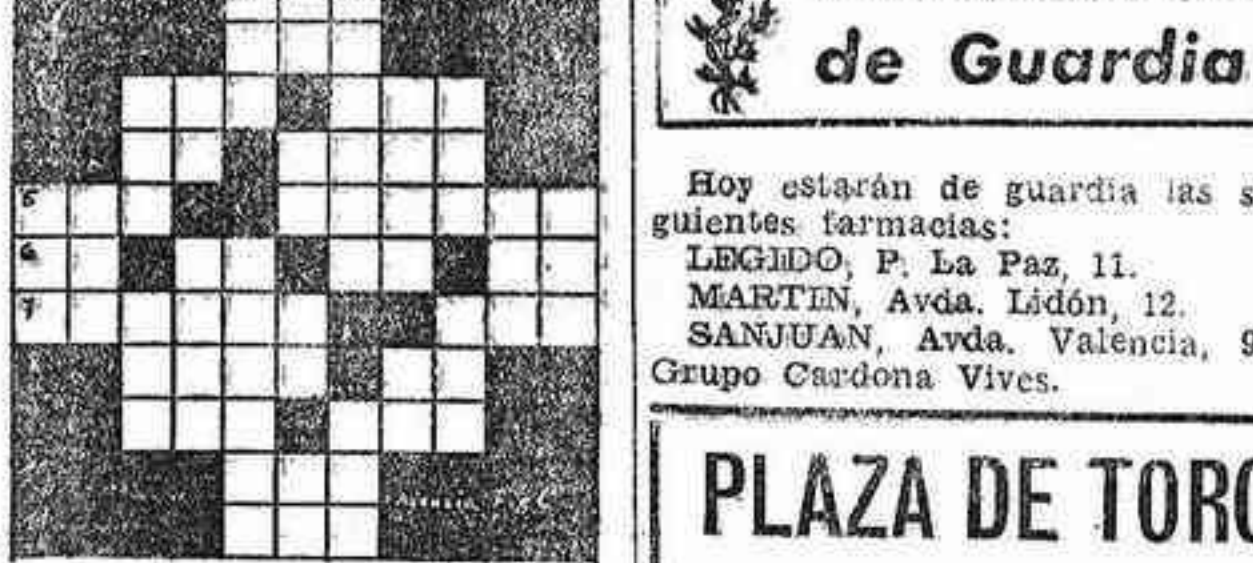 5
6
7
de Guardia
Hoy estarán de guardia las s
guientes farmacias:
LEGIDO, P. La Paz, 11.
MARTIN, Avda. Lidón, 12.
SANJUAN, Avda. Valencia, 9
Grupo Cardona Vives.
PLAZA DE TORO